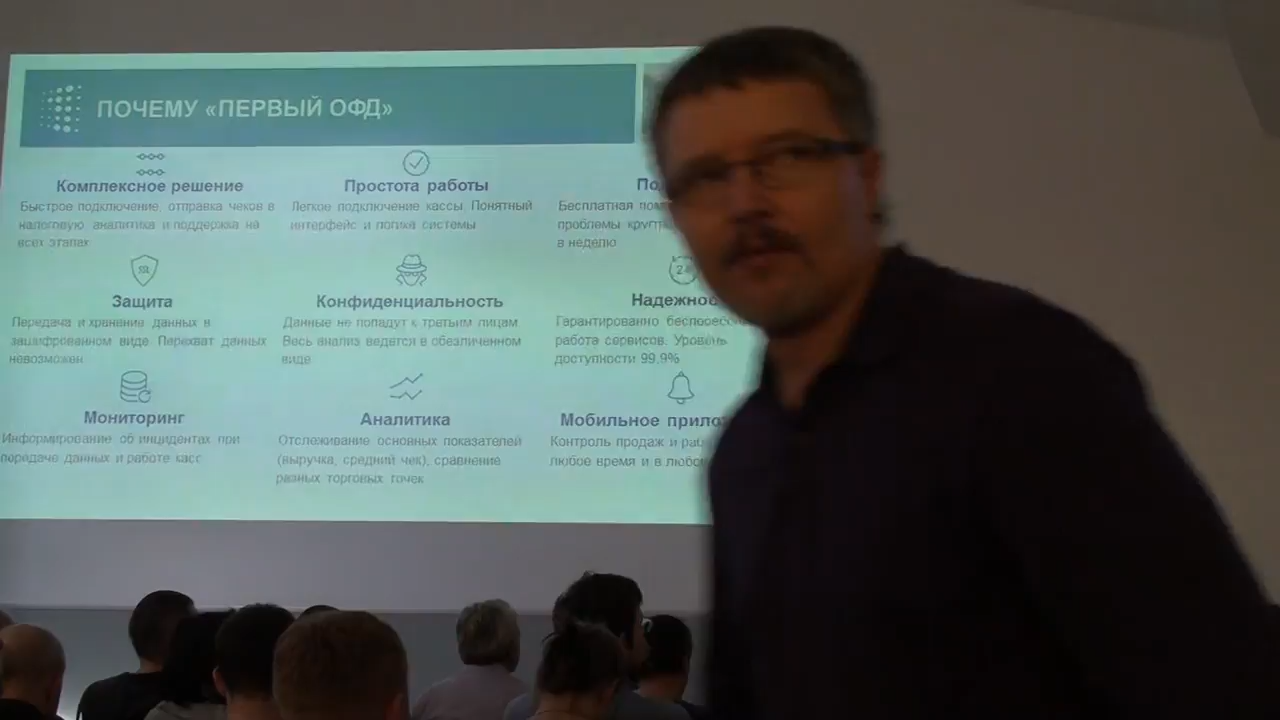 ПОЧЕМУ «ПЕРВЫЙ ОФД»
Комплексное решение
Быстрое подключение, отправка чеков в
налоговую, аналитика и поддержка на
всех этапах
Простота работы
Легкое подключение кассы. Понятный
интерфейс и логика системы
Бесплатная
проблемы
в неделю
Защита
Передача и хранение данных в
зашифрованном виде. Перехват данных
невозможен
Конфиденциальность
Данные не попадут к третьим лицам.
Весь анализ ведется в обезличенном
виде
Гарантированно
работа сервисов. Уровень
доступности 99,9%
Мониторинг
Информирование об инцидентах при
передаче данных и работе касс
Аналитика
Отслеживание основных показателей
(выручка, средний чек), сравнение
разных торговых точек
Мобильное
Контроль продаж и
любое время и в